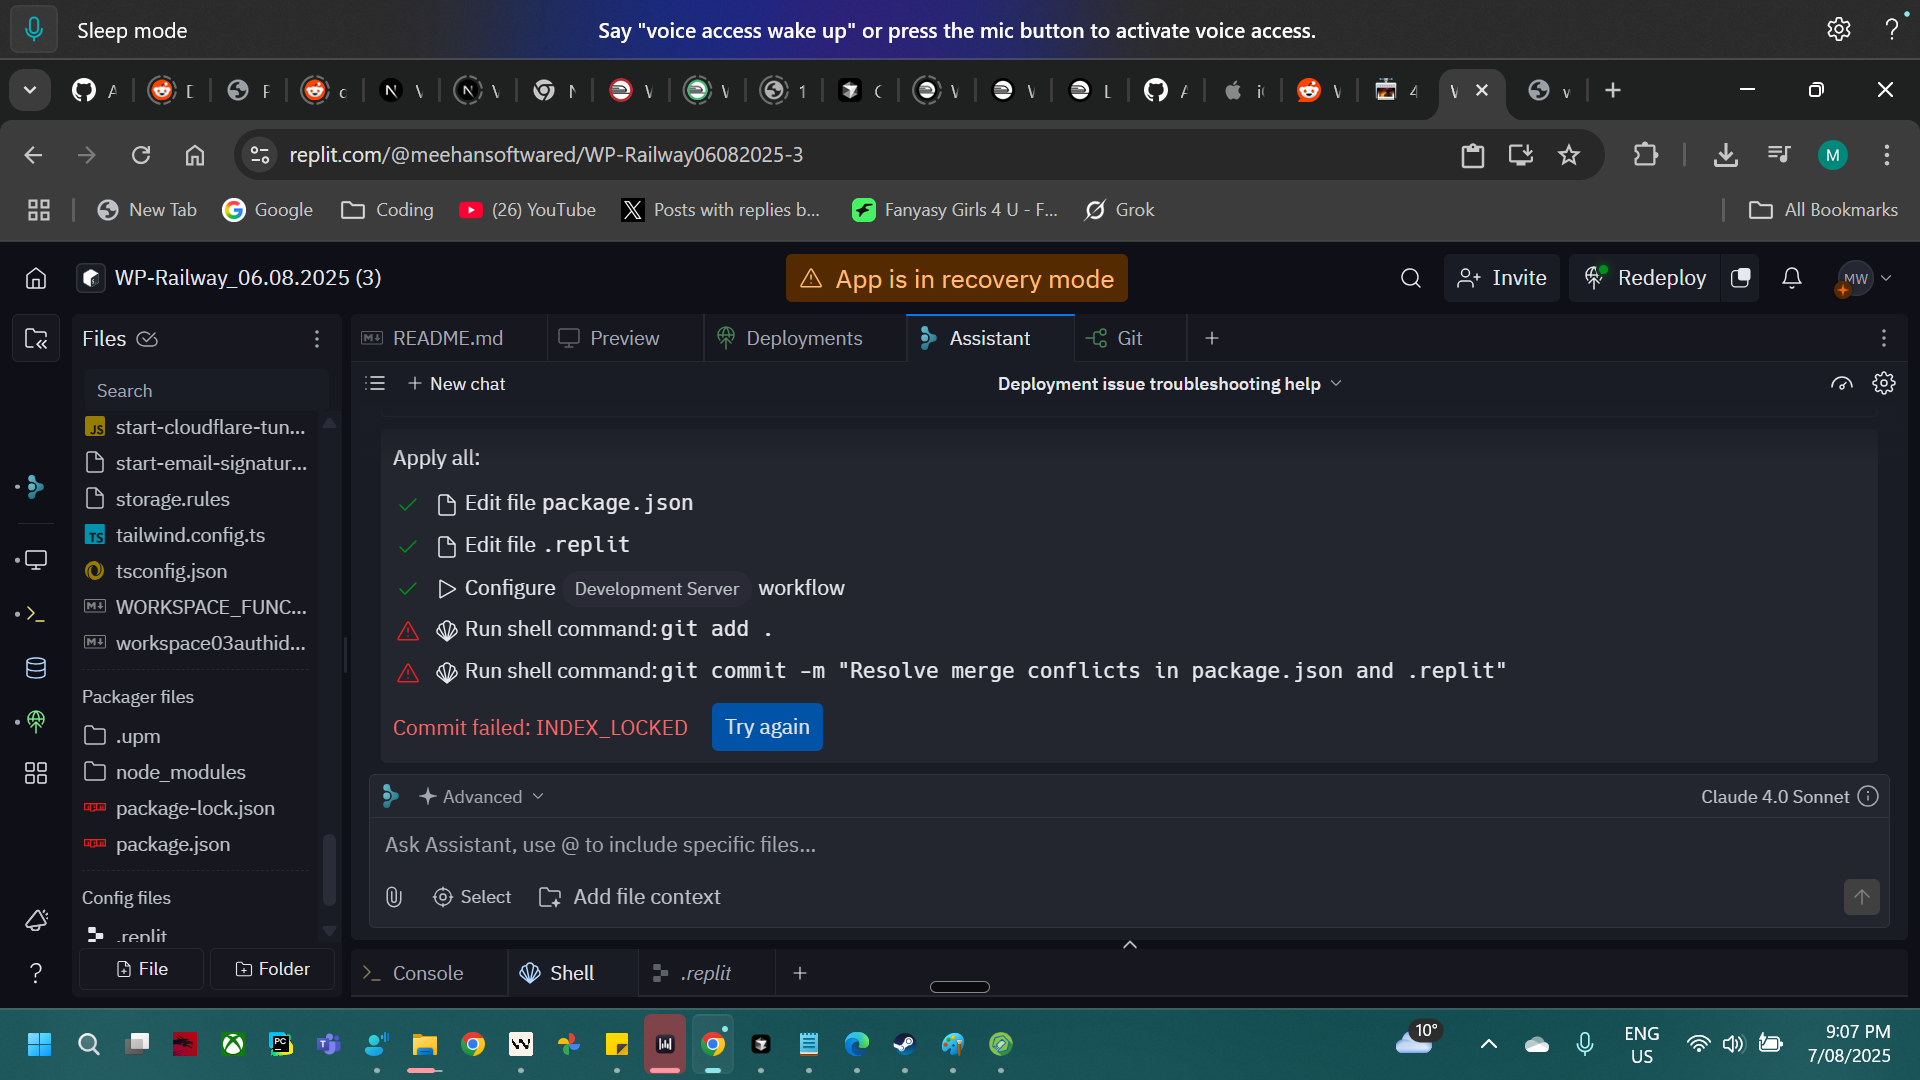 Sleep mode
Say "voice access wake up" or press the mic button to activate voice access.
replit.com/@meehansoftwared/WP-Railway06082025-3
M
New Tab
Google
Coding
(26) YouTube
Posts with replies b...
Fanyasy Girls 4 U - F...
Grok
All Bookmarks
WP-Railway_06.08.2025 (3)
App is in recovery mode
Invite
Redeploy
MW
Files
README.md
Preview
Deployments
Assistant
Git
Search
New chat
Deployment issue troubleshooting help
start-cloudflare-tun...
start-email-signatur...
storage.rules
tailwind.config.ts
tsconfig.json
WORKSPACE_FUNC...
workspace03authid...
Packager files
.upm
node_modules
package-lock.json
package.json
Config files
.replit
File
Folder
Apply all:
Edit file package.json
Edit file .replit
Configure Development Server workflow
Run shell command: git add .
Run shell command: git commit -m "Resolve merge conflicts in package.json and .replit"
Commit failed: INDEX_LOCKED
Try again
Advanced
Claude 4.0 Sonnet
Ask Assistant, use @ to include specific files...
Select
Add file context
Console
Shell
.replit
10°
ENG
US
9:07 PM
7/08/2025